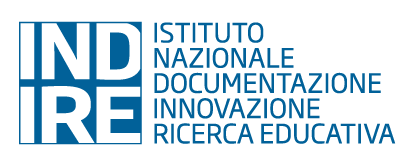 IND
IRE
ISTITUTO
NAZIONALE
DOCUMENTAZIONE
INNOVAZIONE
RICERCA EDUCATIVA